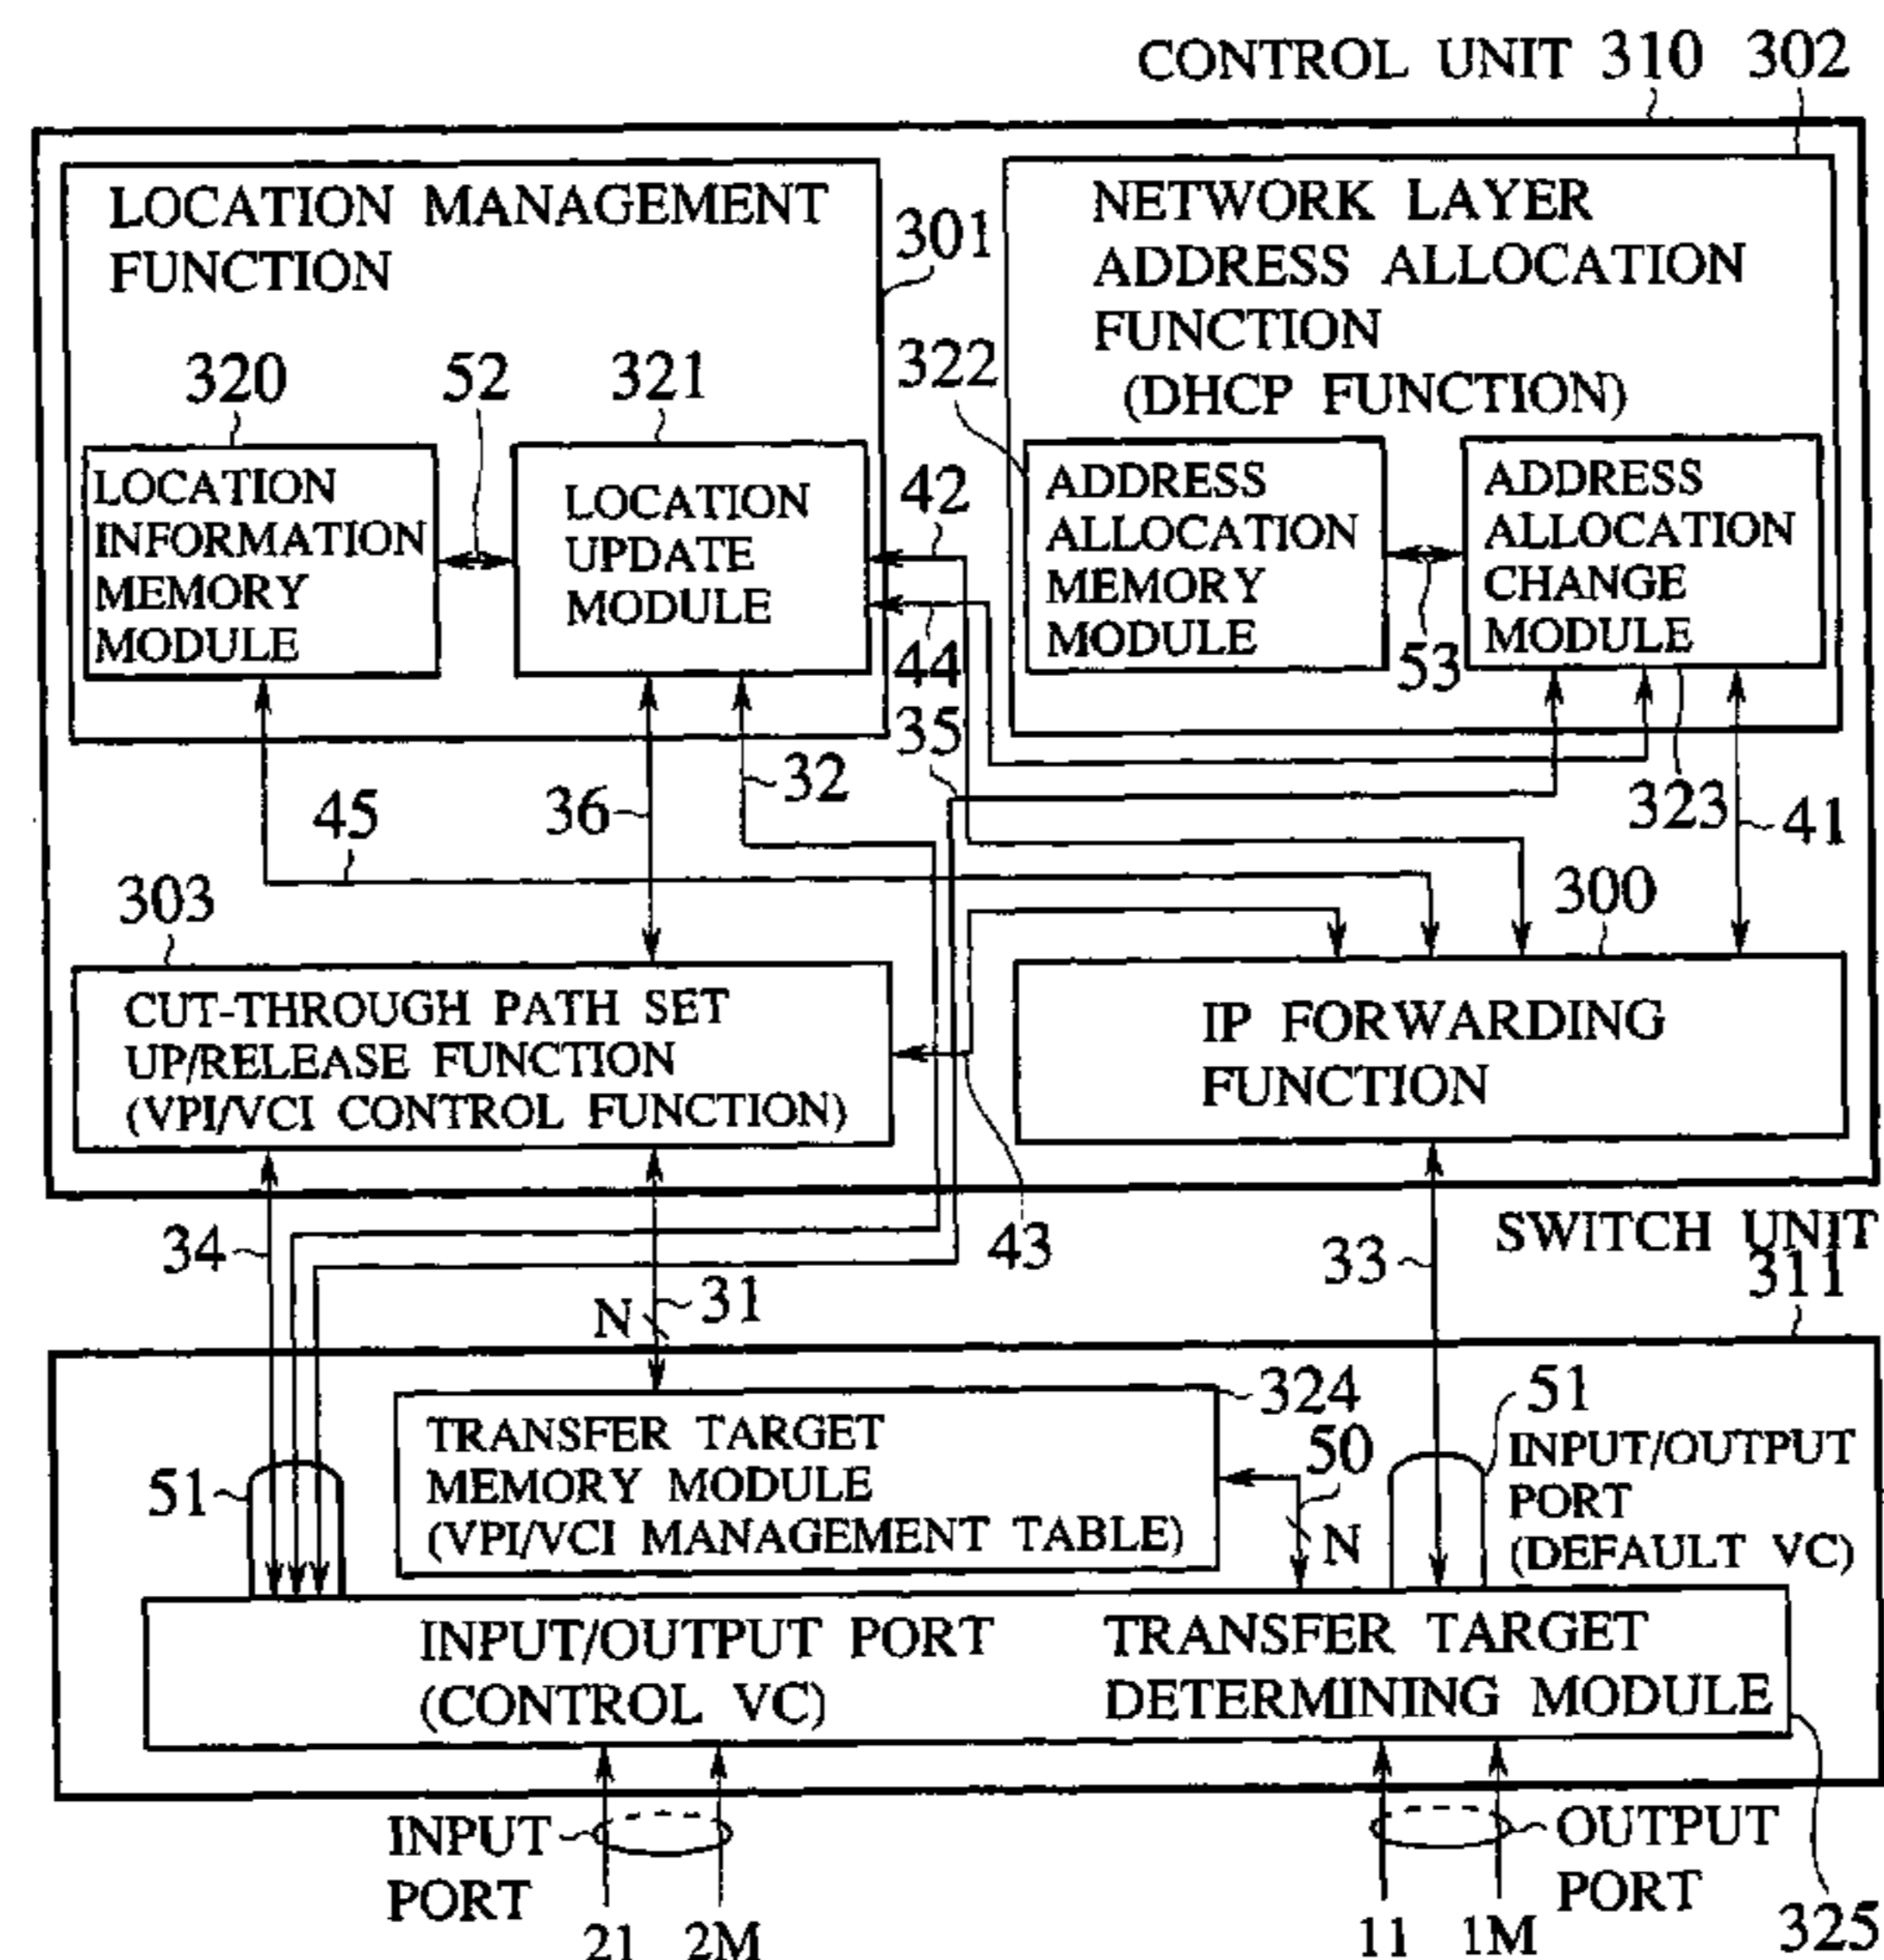 CONTROL UNIT 310 302
LOCATION MANAGEMENT
FUNCTION
301
NETWORK LAYER
ADDRESS ALLOCATION
FUNCTION
(DHCP FUNCTION)
320
52
321
322
LOCATION
INFORMATION
MEMORY
MODULE
LOCATION
UPDATE
MODULE
42
44
ADDRESS
ALLOCATION
MEMORY
MODULE
53
ADDRESS
ALLOCATION
CHANGE
MODULE
35
32
36
45
323
41
303
300
CUT-THROUGH PATH SET
UP/RELEASE FUNCTION
(VPI/VCI CONTROL FUNCTION)
IP FORWARDING
FUNCTION
34
43
33
SWITCH UNIT
311
N
31
324
51
TRANSFER TARGET
MEMORY MODULE
(VPI/VCI MANAGEMENT TABLE)
50
N
51
INPUT/OUTPUT
PORT
(DEFAULT VC)
INPUT/OUTPUT PORT
(CONTROL VC)
TRANSFER TARGET
DETERMINING MODULE
INPUT
PORT
21 2M
OUTPUT
PORT
11 1M
325